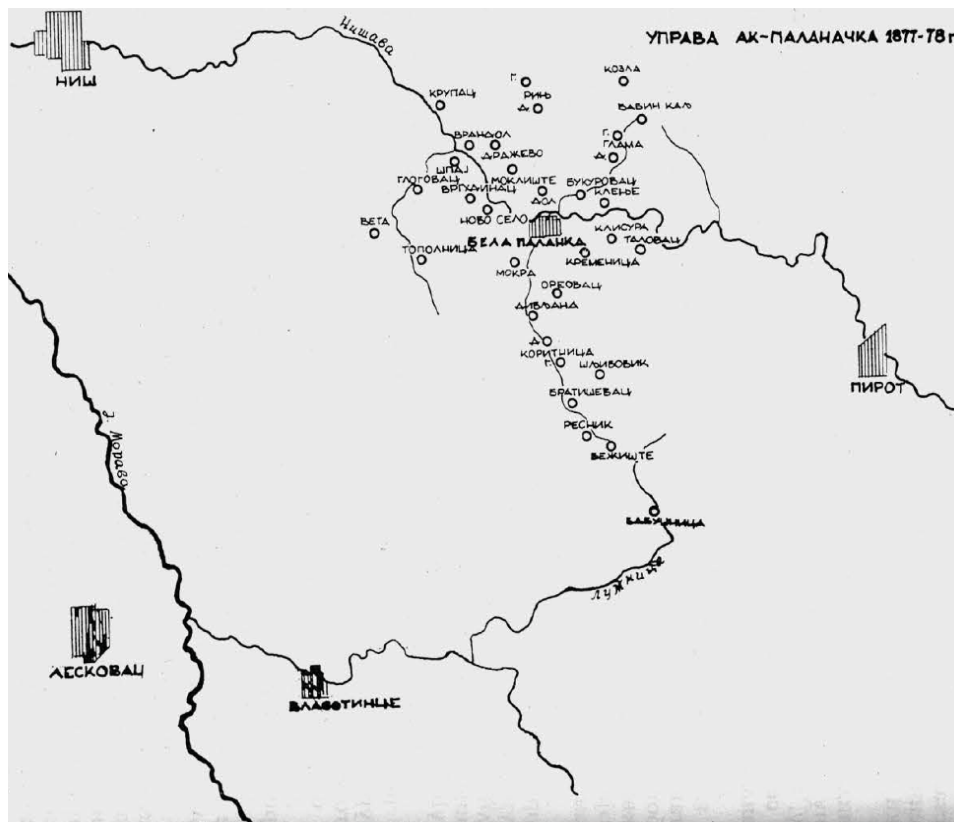 УПРАВА АК-ПАЛАНАЧКА 1877-78 г
Нишава
НИШ
КОЗЛА
Г.
РИЊ
Д.
КРУПАЦ
БАБИН КАЉ
ВРАНДОЛ
Г.
ГЛАМА
Д.
ДРАЖЕВО
ШПАЈ
МОКЛИШТЕ
ГЛОГОВАЦ
ВРГУДИНАЦ
ДОЛ
БУКУРОВАЦ
КЛЕЊЕ
НОВО СЕЛО
ВЕТА
БЕЛА ПАЛАНКА
КЛИСУРА
ТАЛОВАЦ
ТОПОЛНИЦА
МОКРА
КРЕМЕНИЦА
ОРЕОВАЦ
ДИВЉАНА
Д.
КОРИТНИЦА
Г.
ШЉИВОВИК
ПИРОТ
БРАТИШЕВАЦ
РЕСНИК
ВЕЖИШТЕ
Ј. Морава
БАБУШНИЦА
ЛУЖНИЦА
ЛЕСКОВАЦ
ВЛАСОТИНЦЕ